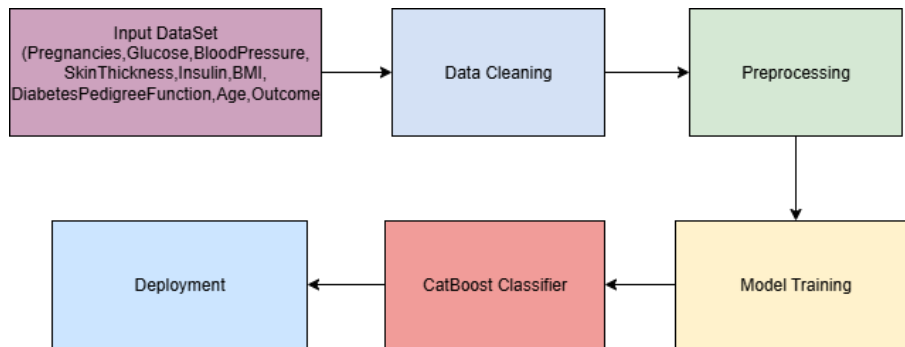 Input DataSet
(Pregnancies,Glucose,BloodPressure,
SkinThickness,Insulin,BMI,
DiabetesPedigreeFunction,Age,Outcome
Data Cleaning
Preprocessing
Deployment
CatBoost Classifier
Model Training